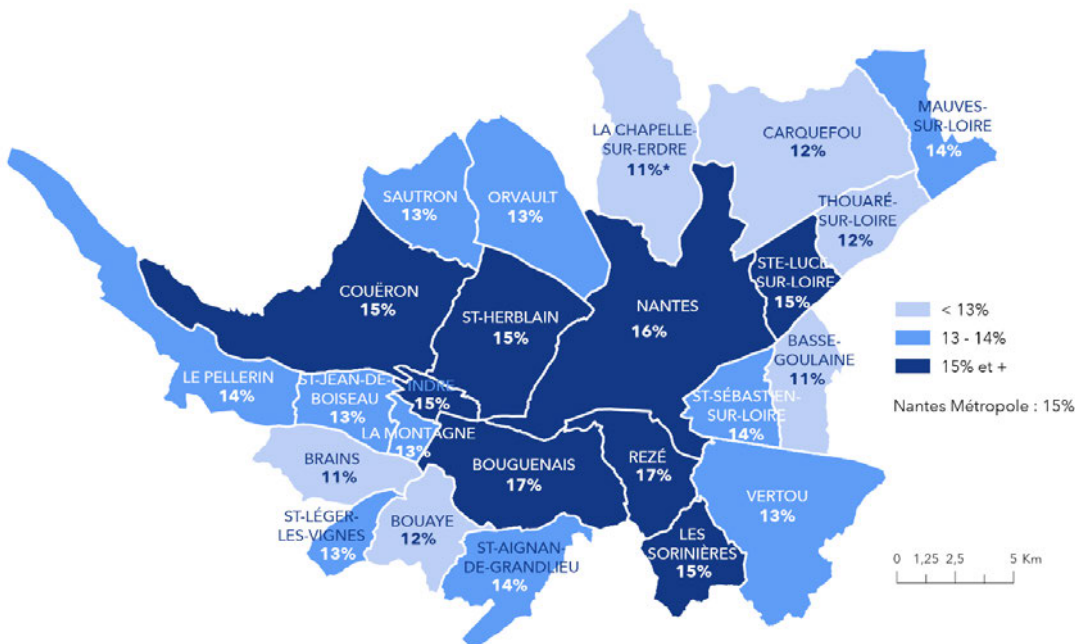 LA CHAPELLE-
SUR-ERDRE
11%*
CARQUEFOU
12%
MAUVES-
SUR-LOIRE
14%
SAUTRON
13%
ORVAULT
13%
THOUARÉ-
SUR-LOIRE
12%
STE-LUCE-
SUR-LOIRE
15%
COUËRON
15%
ST-HERBLAIN
15%
NANTES
16%
BASSE-
GOULAINE
11%
LE PELLERIN
14%
ST-JEAN-DE-
BOISEAU
13%
INDRE
15%
LA MONTAGNE
13%
ST-SÉBASTIEN-
SUR-LOIRE
14%
BRAINS
11%
BOUGUENAIS
17%
REZÉ
17%
VERTOU
13%
ST-LÉGER-
LES-VIGNES
13%
BOUAYE
12%
ST-AIGNAN-
DE-GRANDLIEU
14%
LES
SORINIÈRES
15%
< 13%
13 - 14%
15% et +
Nantes Métropole : 15%
0 1,25 2,5 5 Km